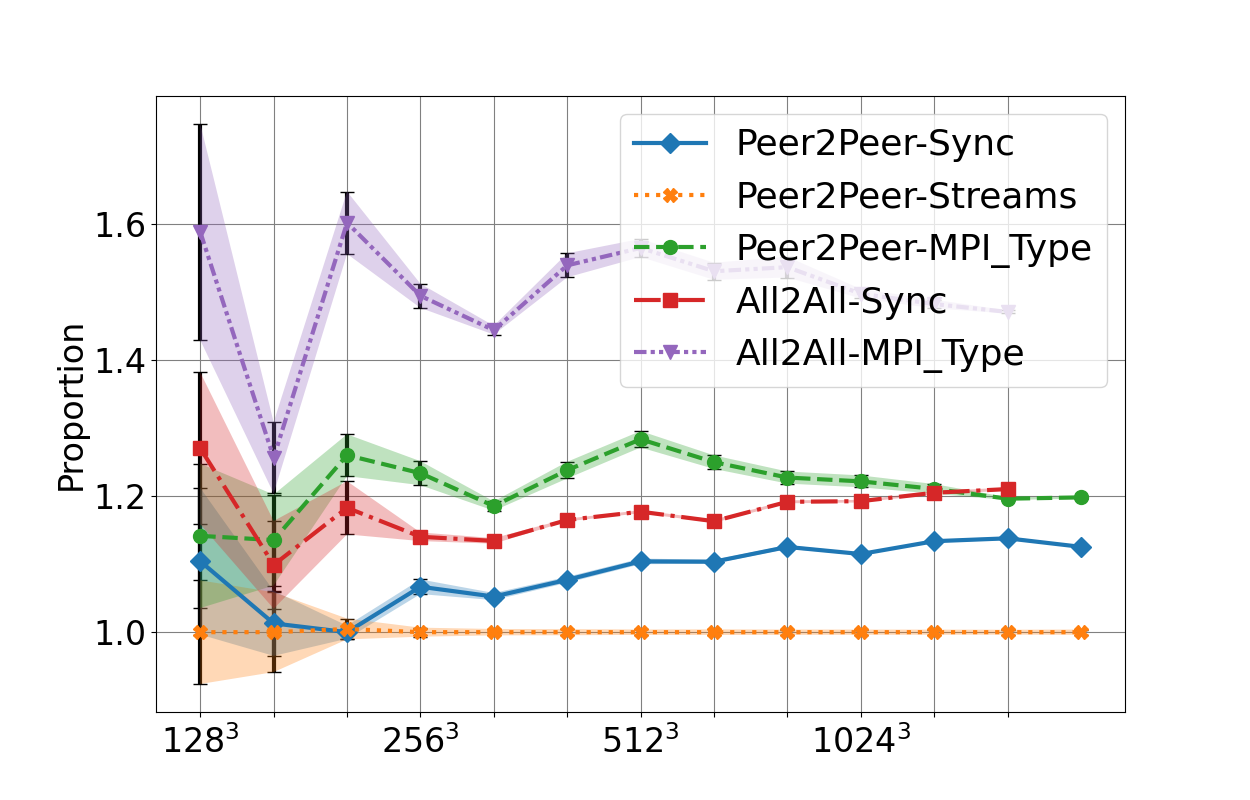 Peer2Peer-Sync
Peer2Peer-Streams
Peer2Peer-MPI_Type
All2All-Sync
All2All-MPI_Type
Proportion
1.6
1.4
1.2
1.0
128³
256³
512³
1024³